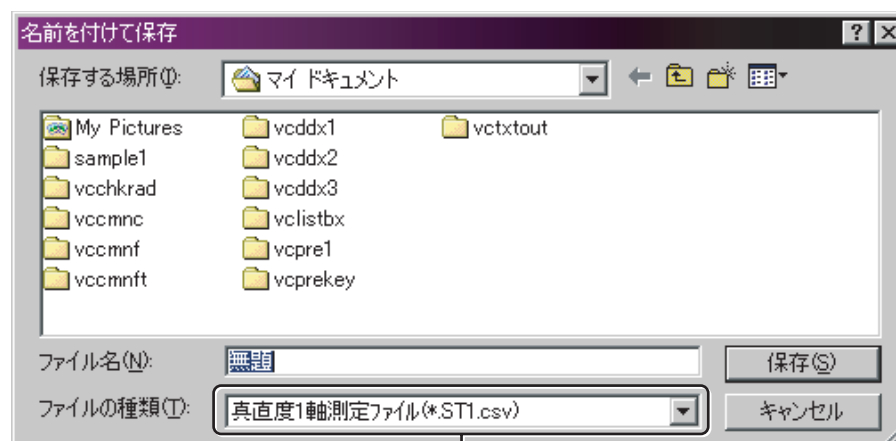 名前を付けて保存
保存する場所(I): マイ ドキュメント
My Pictures vcddx1 vctxtout
sample1 vcddx2
vcchkrad vcddx3
vccmnc vclistbx
vccmnf vcpre1
vccmnft vcprekey
ファイル名(N): 無題 保存(S)
ファイルの種類(T): 真直度1軸測定ファイル(*.ST1.csv) キャンセル